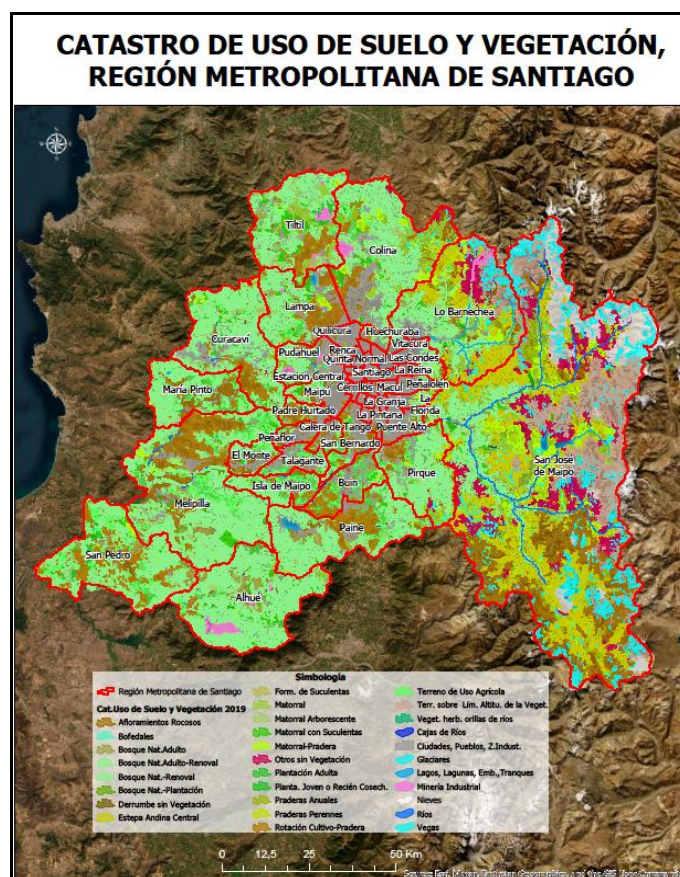 CATASTRO DE USO DE SUELO Y VEGETACIÓN,
REGIÓN METROPOLITANA DE SANTIAGO
Tiltil
Colina
Lampa
Lo Barnechea
Quilicura
Huechuraba
Curacaví
Vitacura
Pudahuel
Renca
Quinta Normal
Las Condes
Santiago
La Reina
Estación Central
Maria Pinto
Maipú
Cerrillos
Macul
Peñalolén
La Granja
La
Florida
Padre Hurtado
La Pintana
Calera de Tango
Puente Alto
Peñaflor
San Bernardo
El Monte
Talagante
Pirque
San José
de Maipo
Isla de Maipo
Buin
Melipilla
Paine
San Pedro
Alhué
Simbología
Región Metropolitana de Santiago
Cat.Uso de Suelo y Vegetación 2019
Afloramientos Rocosos
Bofedales
Bosque Nat.Adulto
Bosque Nat.Adulto-Renoval
Bosque Nat.-Renoval
Bosque Nat.-Plantación
Derrumbe sin Vegetación
Estepa Andina Central
Form. de Suculentas
Matorral
Matorral Arborescente
Matorral con Suculentas
Matorral-Pradera
Otros sin Vegetación
Plantación Adulta
Planta. Joven o Recién Cosech.
Praderas Anuales
Praderas Perennes
Rotación Cultivo-Pradera
Terreno de Uso Agrícola
Terr. sobre Lím. Altitu. de la Veget.
Veget. herb. orillas de ríos
Cajas de Ríos
Ciudades, Pueblos, Z.Indust.
Glaciares
Lagos, Lagunas, Emb.,Tranques
Minería Industrial
Nieves
Ríos
Vegas
0 12,5 25 50 Km